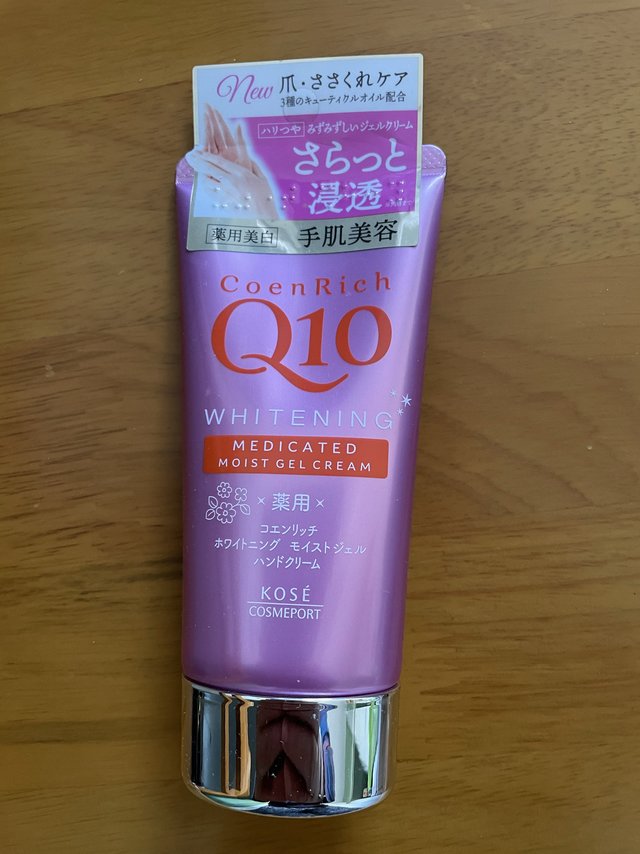 New 爪・ささくれケア
3種のキューティクルオイル配合
ハリつや みずみずしいジェルクリーム
さらっと
浸透
薬用美白 手肌美容
CoenRich
Q10
WHITENING
MEDICATED
MOIST GEL CREAM
×薬用×
コエンリッチ
ホワイトニング モイストジェル
ハンドクリーム
KOSÉ
COSMEPORT